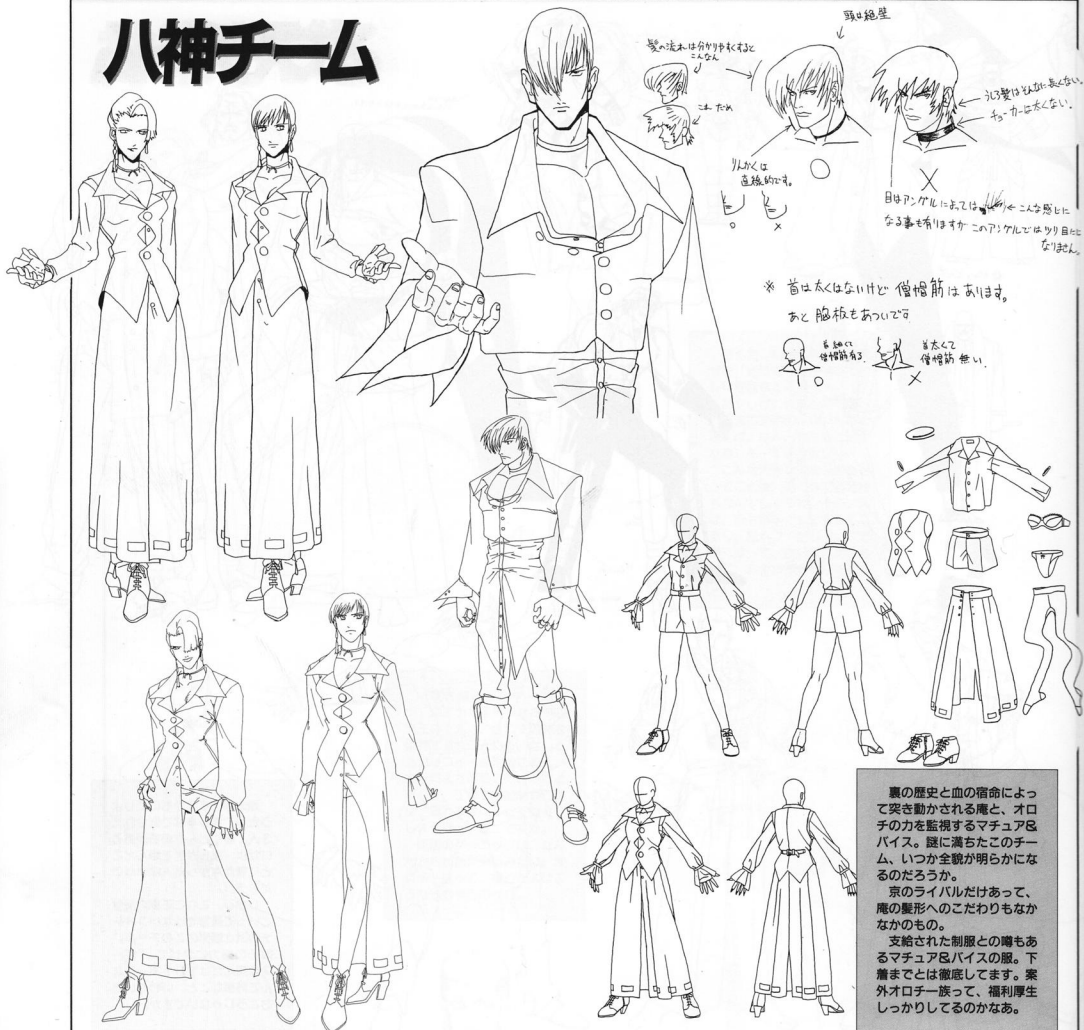 八神チーム
頭は絶壁
髪の流れは分かりやすくすると
こんなん
これ だめ
うしろ髪はそんなに長くない。
チョーカーは太くない。
りんかくは
直線的です。
○
×
○
×
目はアングルによっては
←こんな感じに
なる事も有りますが このアングルではツリ目には
なりません。
※ 首は太くはないけど 僧帽筋はあります。
あと 胸板もあついです
首細くて
僧帽筋有る。
○
首太くて
僧帽筋 無い。
×
裏の歴史と血の宿命によっ
て突き動かされる庵と、オロ
チの力を監視するマチュア&
バイス。謎に満ちたこのチー
ム、いつか全貌が明らかにな
るのだろうか。
京のライバルだけあって、
庵の髪形へのこだわりもなか
なかのもの。
支給された制服との噂もあ
るマチュア&バイスの服。下
着までとは徹底してます。案
外オロチ一族って、福利厚生
しっかりしてるのかなあ。